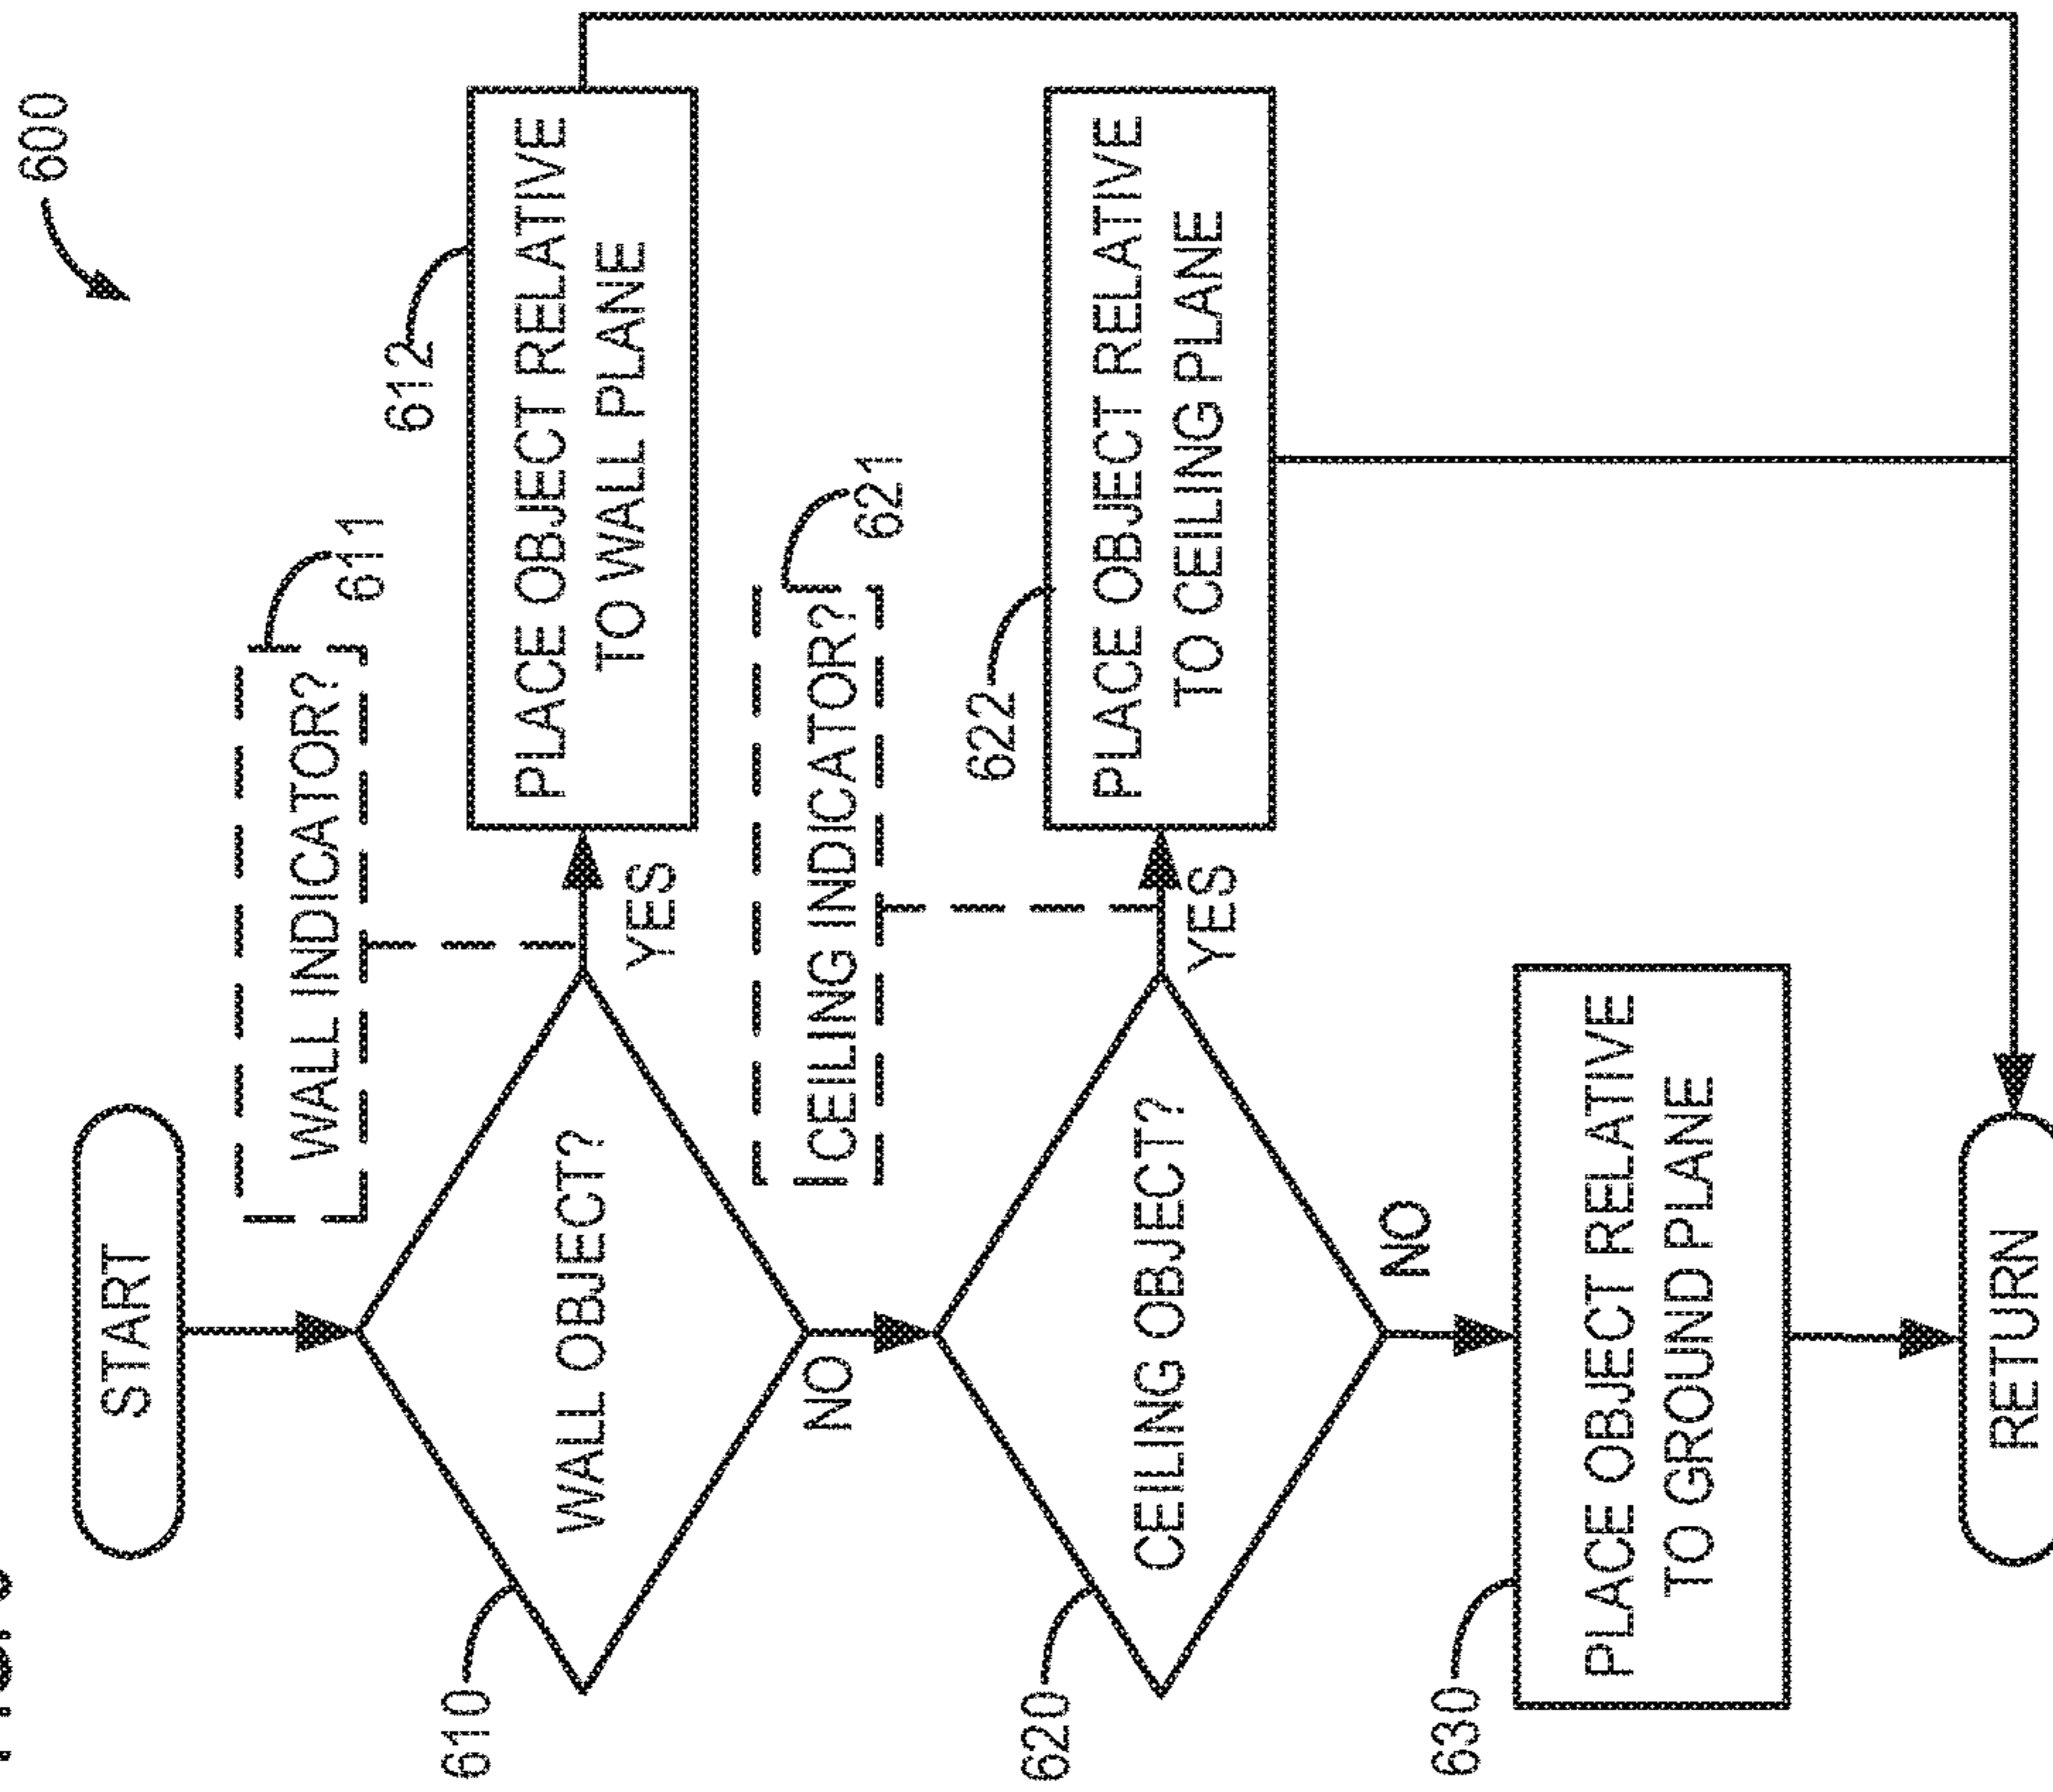 600
START
WALL INDICATOR?
611
610
WALL OBJECT?
YES
612
PLACE OBJECT RELATIVE
TO WALL PLANE
NO
CEILING INDICATOR?
621
620
CEILING OBJECT?
YES
622
PLACE OBJECT RELATIVE
TO CEILING PLANE
NO
630
PLACE OBJECT RELATIVE
TO GROUND PLANE
RETURN